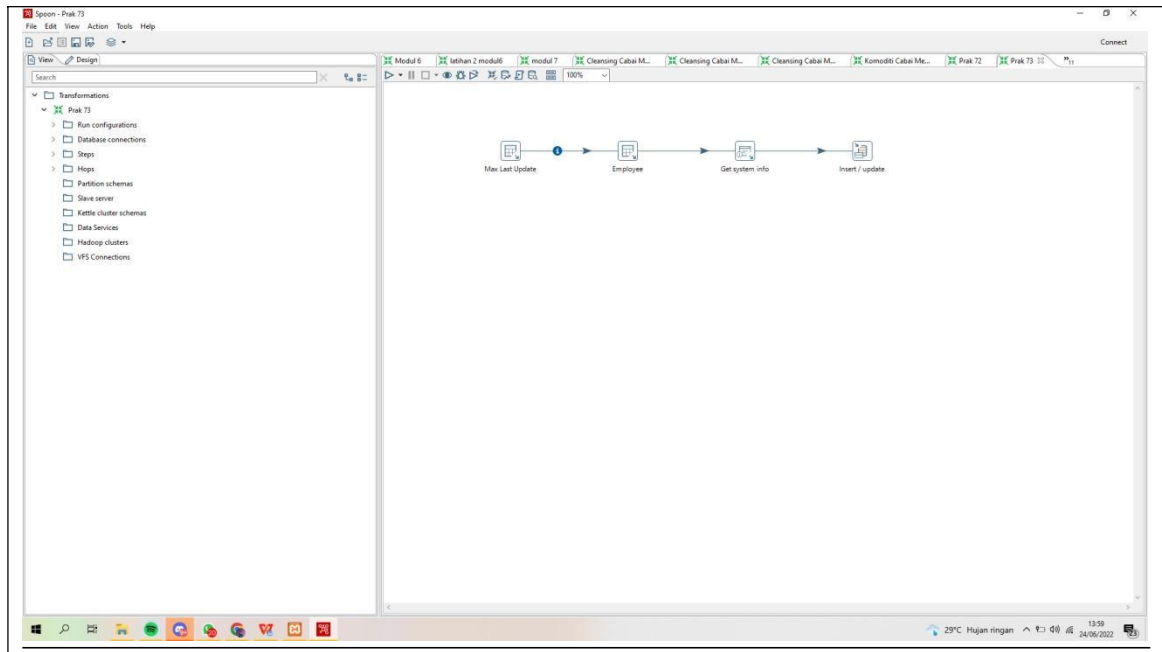 Spoon - Prak 73
File Edit View Action Tools Help
Connect
View Design
Modul 6 latihan 2 modul6 modul 7 Cleansing Cabai M... Cleansing Cabai M... Cleansing Cabai M... Komoditi Cabai Me... Prak 72 Prak 73 »11
Search
100%
Transformations
Prak 73
Run configurations
Database connections
Steps
Hops
Partition schemas
Slave server
Kettle cluster schemas
Data Services
Hadoop clusters
VFS Connections
Max Last Update Employee Get system info Insert / update
29°C Hujan ringan
13:59
24/06/2022